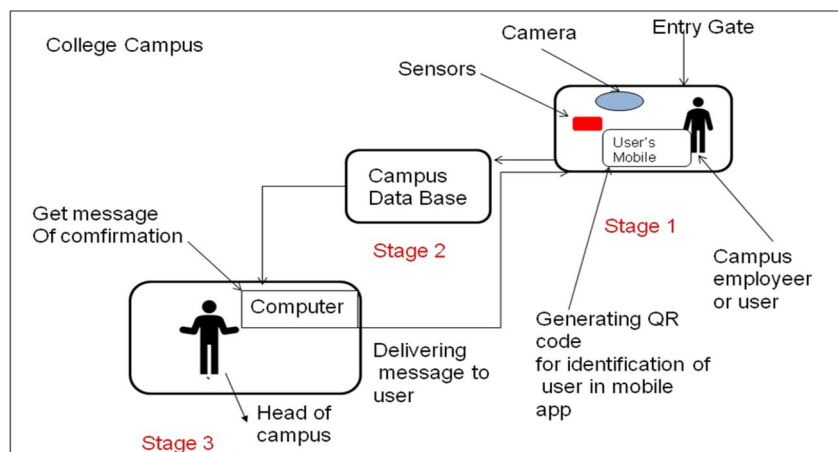 College Campus
Camera
Entry Gate
Sensors
User's
Mobile
Campus
Data Base
Stage 1
Stage 2
Get message
Of comfirmation
Campus
employeer
or user
Computer
Generating QR
code
for identification of
user in mobile
app
Delivering
message to
user
Head of
campus
Stage 3